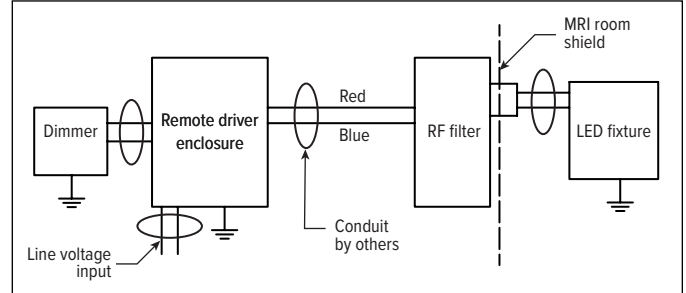 MRI room
shield
Red
Dimmer
Remote driver
enclosure
RF filter
LED fixture
Blue
Conduit
by others
Line voltage
input